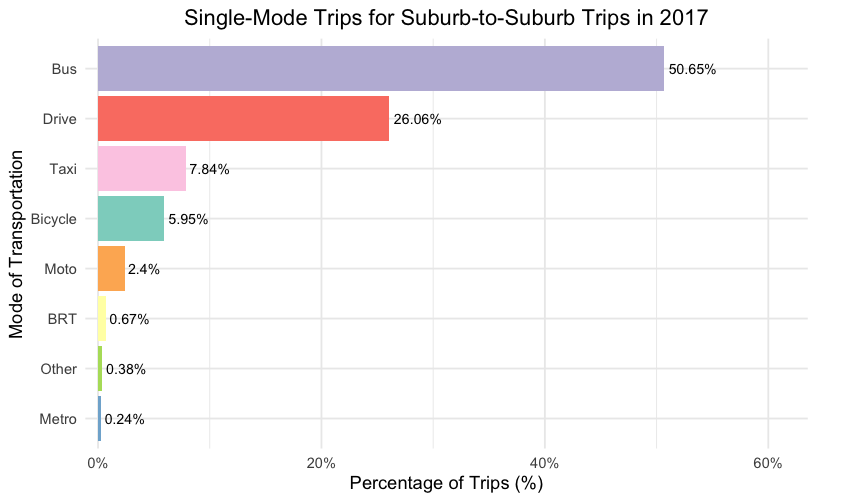 Single-Mode Trips for Suburb-to-Suburb Trips in 2017
Mode of Transportation
Bus 50.65%
Drive 26.06%
Taxi 7.84%
Bicycle 5.95%
Moto 2.4%
BRT 0.67%
Other 0.38%
Metro 0.24%
0% 20% 40% 60%
Percentage of Trips (%)